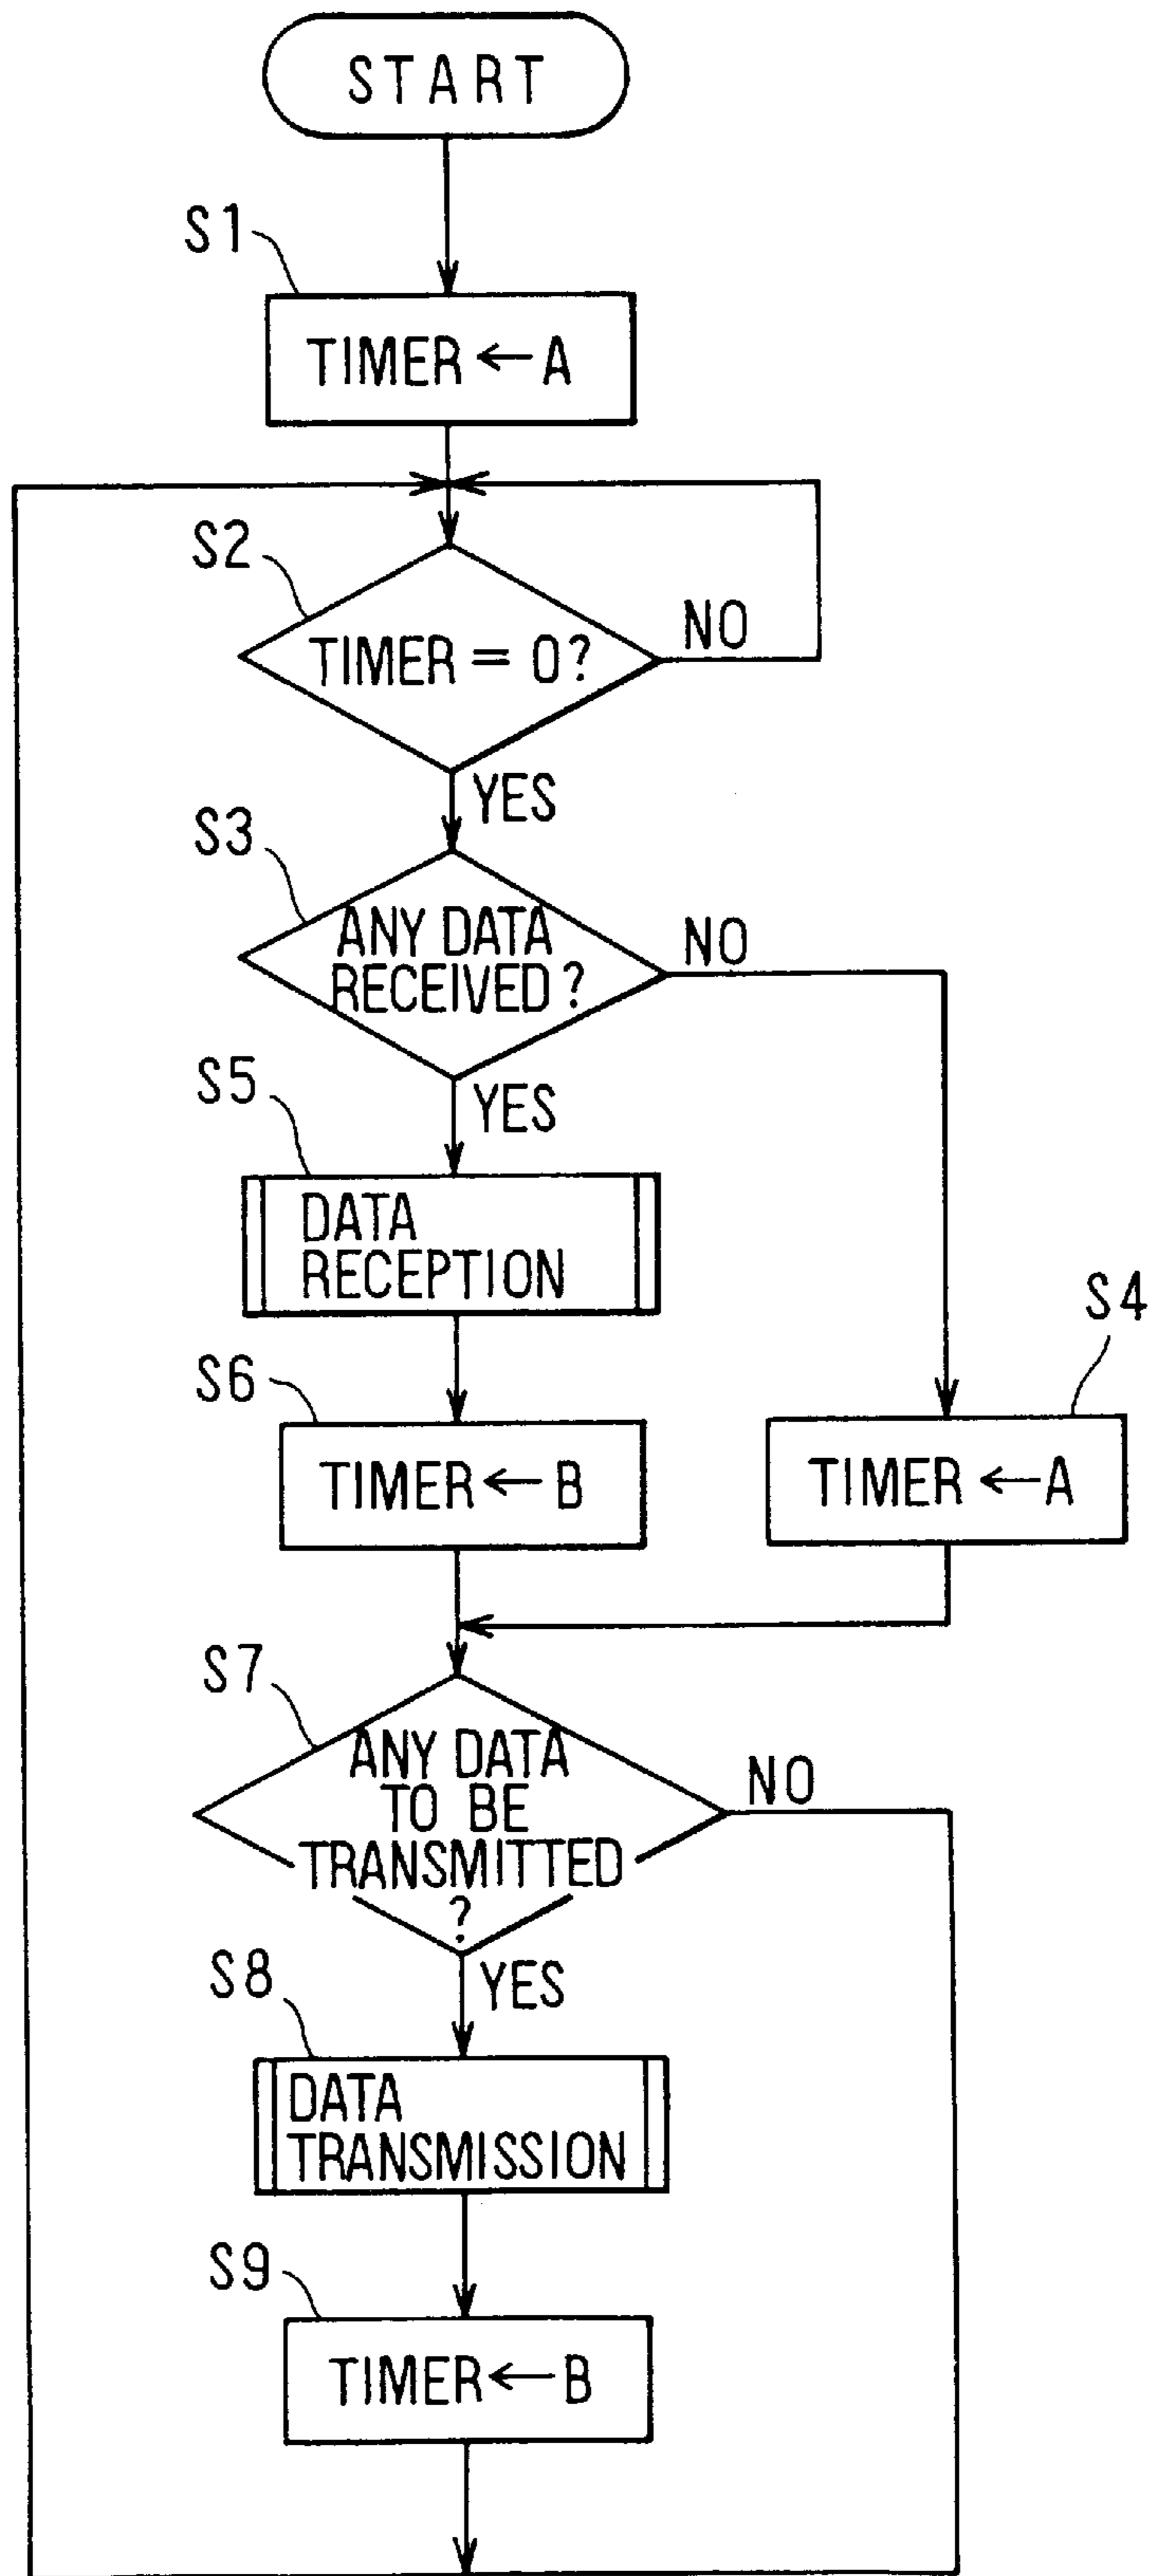 START
S1
TIMER ← A
S2
TIMER = 0?
NO
YES
S3
ANY DATA
RECEIVED?
NO
YES
S5
DATA
RECEPTION
S4
S6
TIMER ← B
TIMER ← A
S7
ANY DATA
TO BE
TRANSMITTED
?
NO
YES
S8
DATA
TRANSMISSION
S9
TIMER ← B